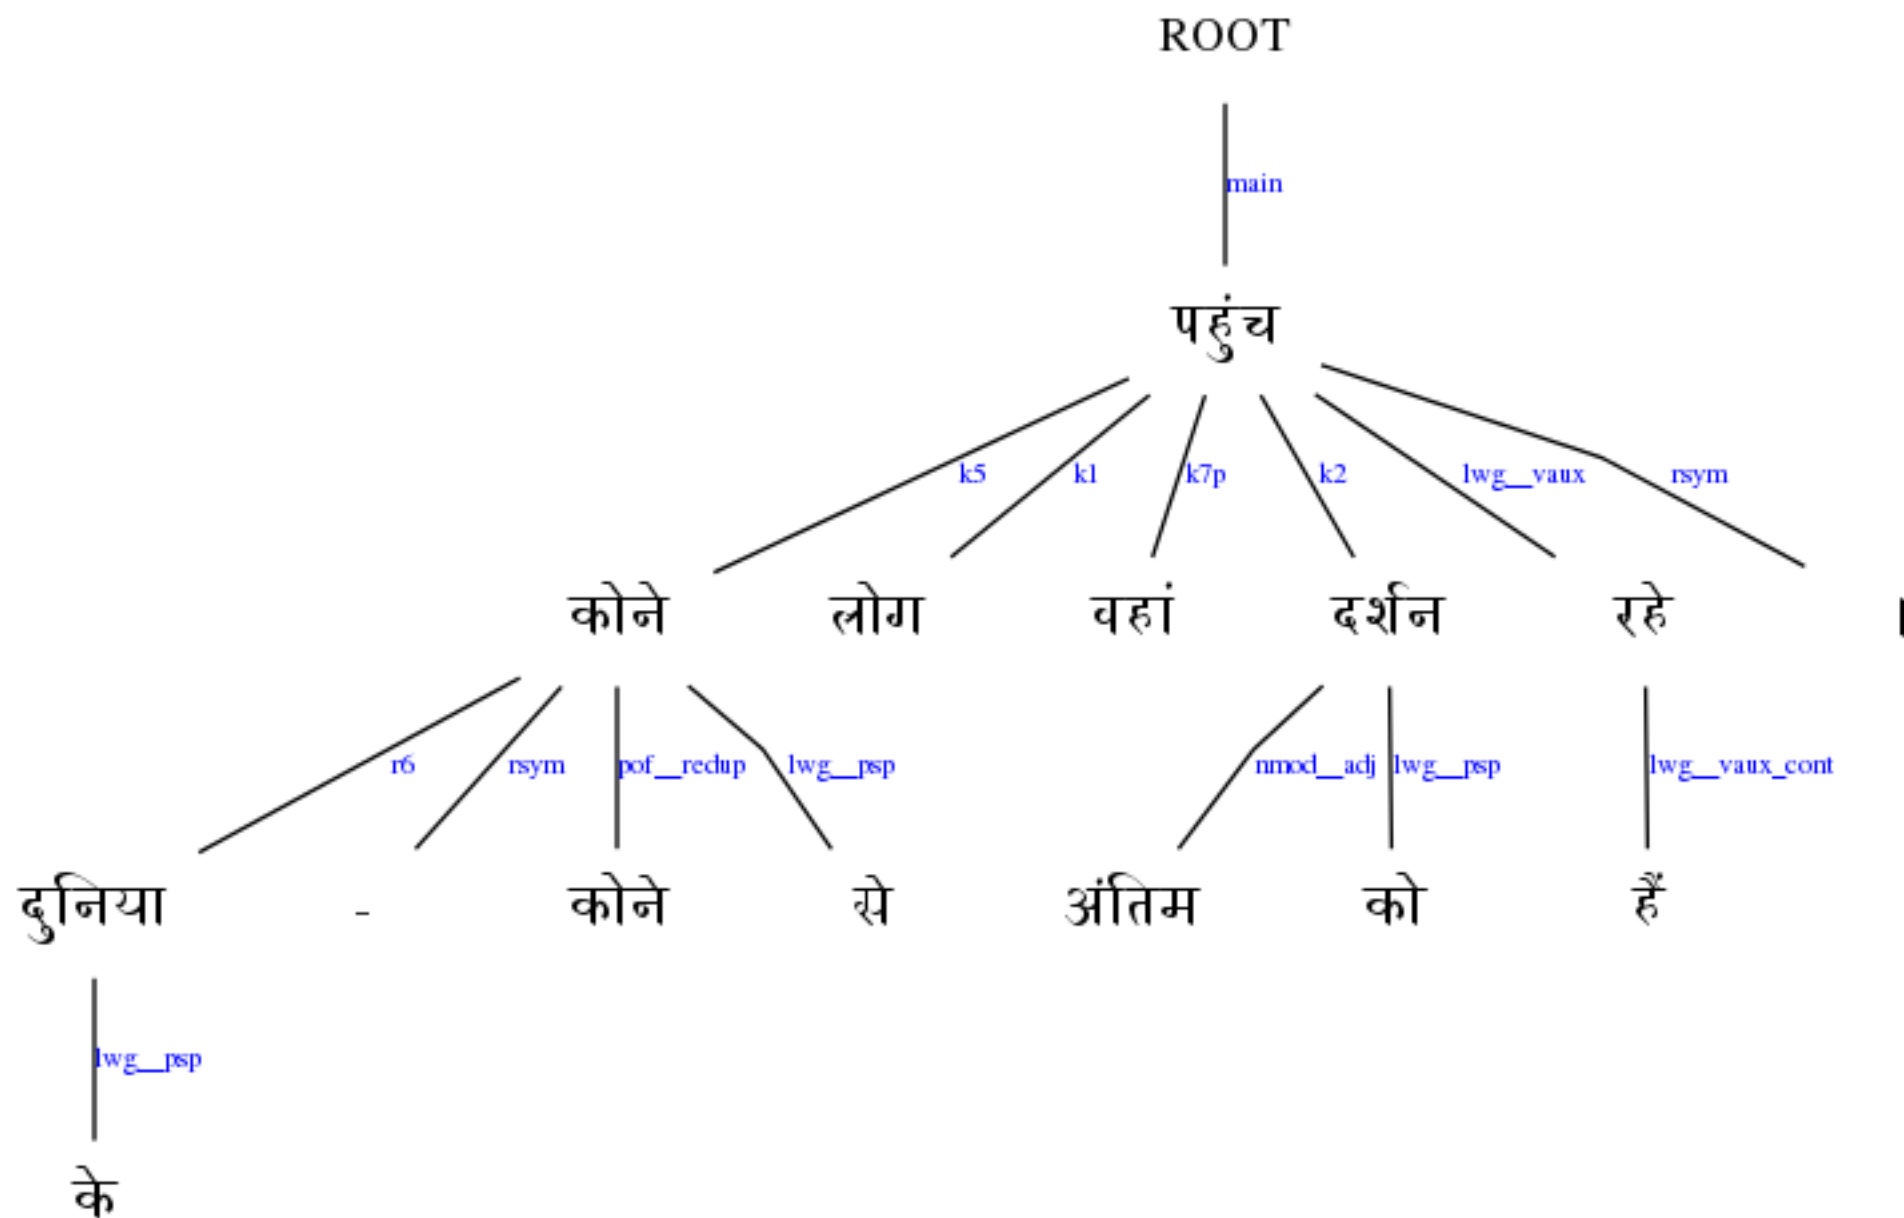 ROOT
main
पहुंच
k5 k1 k7p k2 lwg__vaux rsym
कोने लोग वहां दर्शन रहे ।
r6 rsym pof__redup lwg__psp nmod__adj lwg__psp lwg__vaux_cont
दुनिया - कोने से अंतिम को हैं
lwg__psp
के